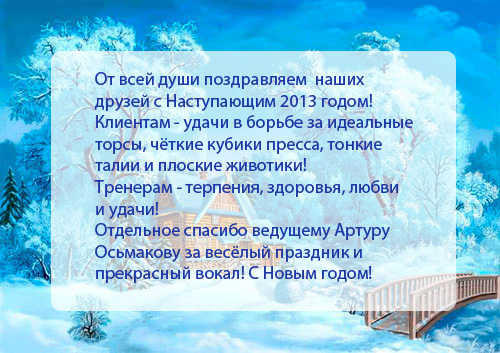 От всей души поздравляем  наших
друзей с Наступающим 2013 годом!
Клиентам - удачи в борьбе за идеальные
торсы, чёткие кубики пресса, тонкие
талии и плоские животики!
Тренерам - терпения, здоровья, любви
и удачи!
Отдельное спасибо ведущему Артуру
Осьмакову за весёлый праздник и
прекрасный вокал! С Новым годом!